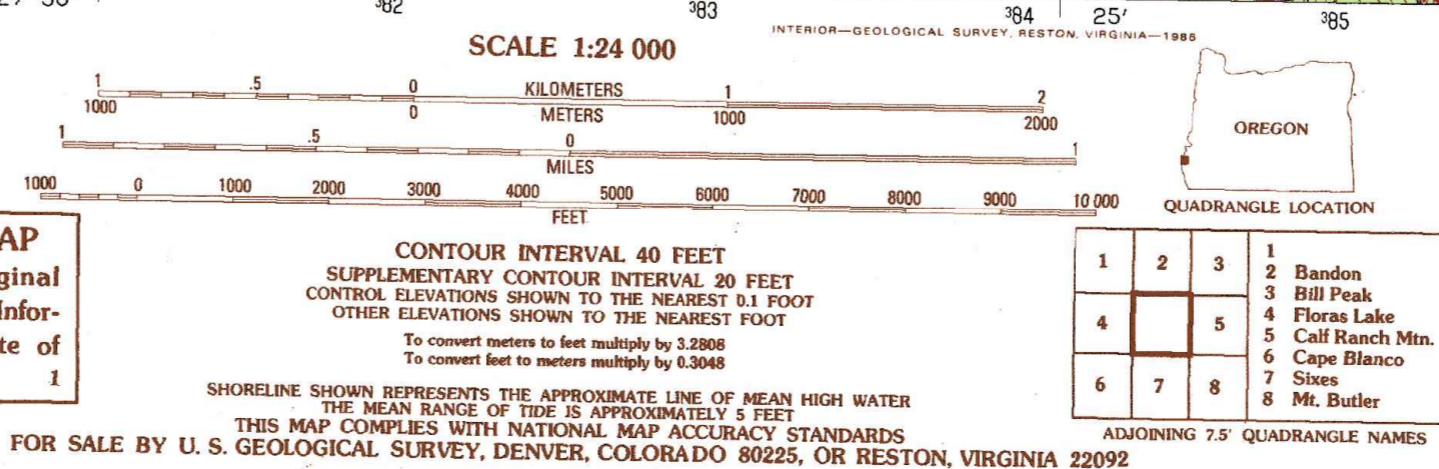 ³82 ³83 ³84 25′ ³85
INTERIOR—GEOLOGICAL SURVEY, RESTON, VIRGINIA—1986
SCALE 1:24 000
1 .5 0 KILOMETERS 1 2
1000 0 METERS 1000 2000
1 .5 0 1
MILES
1000 0 1000 2000 3000 4000 5000 6000 7000 8000 9000 10 000
FEET
OREGON
QUADRANGLE LOCATION
AP
ginal
Infor-
te of
1
CONTOUR INTERVAL 40 FEET
SUPPLEMENTARY CONTOUR INTERVAL 20 FEET
CONTROL ELEVATIONS SHOWN TO THE NEAREST 0.1 FOOT
OTHER ELEVATIONS SHOWN TO THE NEAREST FOOT
To convert meters to feet multiply by 3.2808
To convert feet to meters multiply by 0.3048
SHORELINE SHOWN REPRESENTS THE APPROXIMATE LINE OF MEAN HIGH WATER
THE MEAN RANGE OF TIDE IS APPROXIMATELY 5 FEET
THIS MAP COMPLIES WITH NATIONAL MAP ACCURACY STANDARDS
FOR SALE BY U. S. GEOLOGICAL SURVEY, DENVER, COLORADO 80225, OR RESTON, VIRGINIA 22092
1 2 3
4 5
6 7 8
1
2 Bandon
3 Bill Peak
4 Floras Lake
5 Calf Ranch Mtn.
6 Cape Blanco
7 Sixes
8 Mt. Butler
ADJOINING 7.5′ QUADRANGLE NAMES